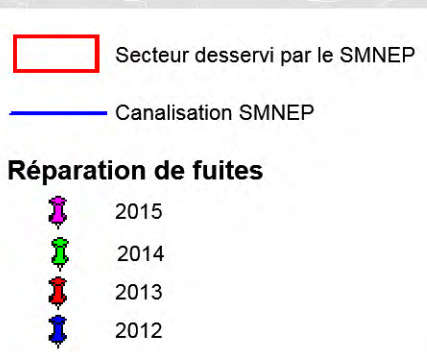 Secteur desservi par le SMNEP
Canalisation SMNEP
Réparation de fuites
2015
2014
2013
2012